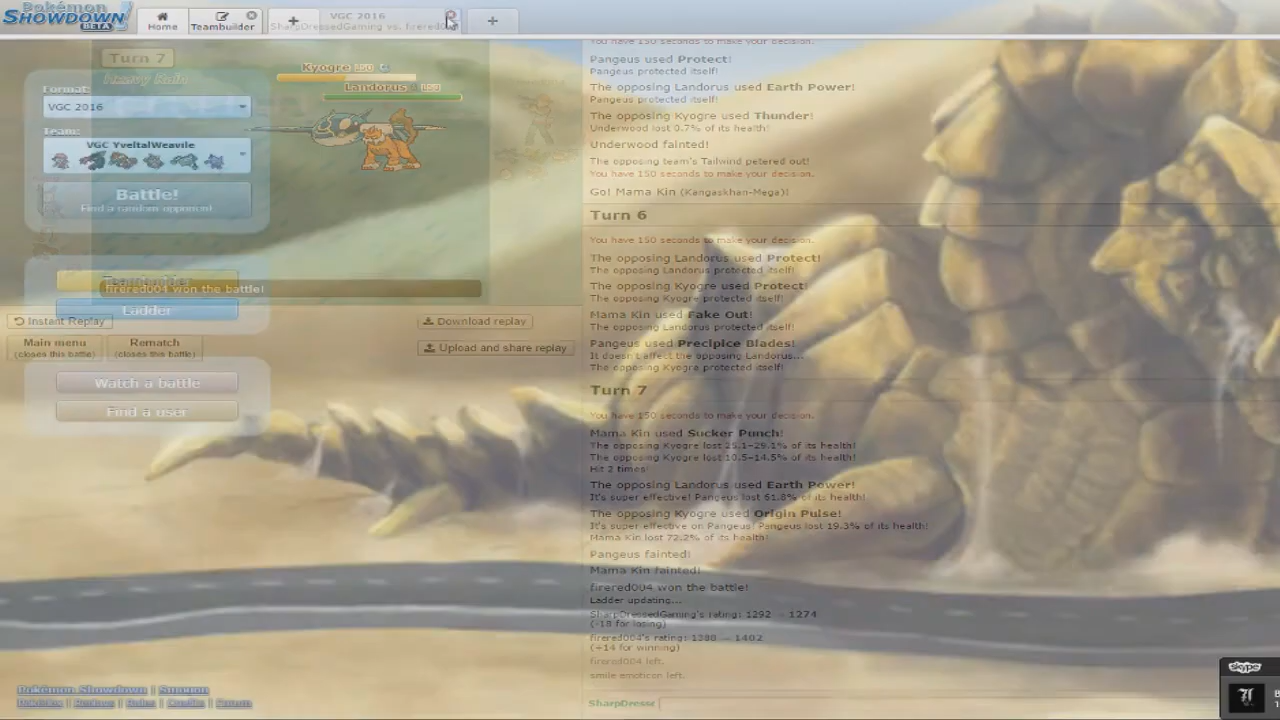 Pokémon
SHOWDOWN!
BETA
Home
Teambuilder
VGC 2016
SharpDressedGaming vs. firered
Turn 7
Heavy Rain
Kyogre L50
Landorus L50
Format:
VGC 2016
Team:
VGC YveltalWeavile
Battle!
Find a random opponent
Teambuilder
firered004 won the battle!
Ladder
Instant Replay
Download replay
Main menu
(closes this battle)
Rematch
(closes this battle)
Upload and share replay
Watch a battle
Find a user
Pokémon Showdown | Smogon
Rules | Credits | Forum
You have 150 seconds to make your decision.
Pangeus used Protect!
Pangeus protected itself!
The opposing Landorus used Earth Power!
Pangeus protected itself!
The opposing Kyogre used Thunder!
Underwood lost 0.7% of its health!
Underwood fainted!
The opposing team's Tailwind petered out!
You have 150 seconds to make your decision.
Go! Mama Kin (Kangaskhan-Mega)!
Turn 6
You have 150 seconds to make your decision.
The opposing Landorus used Protect!
The opposing Landorus protected itself!
The opposing Kyogre used Protect!
The opposing Kyogre protected itself!
Mama Kin used Fake Out!
The opposing Landorus protected itself!
Pangeus used Precipice Blades!
It doesn't affect the opposing Landorus...
The opposing Kyogre protected itself!
Turn 7
You have 150 seconds to make your decision.
Mama Kin used Sucker Punch!
The opposing Kyogre lost 25.1–29.1% of its health!
The opposing Kyogre lost 10.5–14.5% of its health!
Hit 2 times!
The opposing Landorus used Earth Power!
It's super effective! Pangeus lost 61.8% of its health!
The opposing Kyogre used Origin Pulse!
It's super effective on Pangeus! Pangeus lost 19.3% of its health!
Mama Kin lost 72.2% of its health!
Pangeus fainted!
Mama Kin fainted!
firered004 won the battle!
Ladder updating...
SharpDressedGaming's rating: 1292 → 1274
(-18 for losing)
firered004's rating: 1388 → 1402
(+14 for winning)
firered004 left.
smile emoticon left.
SharpDresse
skype